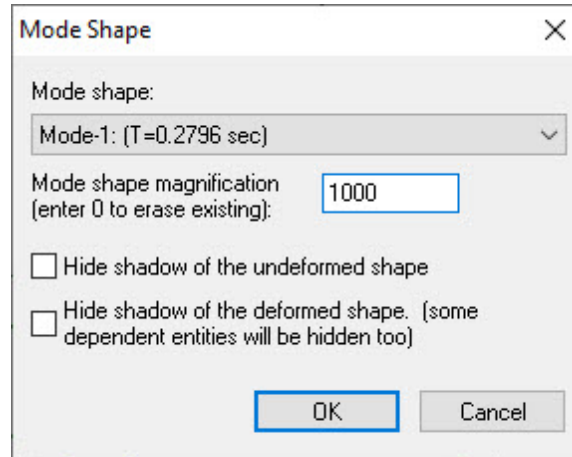 Mode Shape
Mode shape:
Mode-1: (T=0.2796 sec)
Mode shape magnification
(enter 0 to erase existing):
1000
Hide shadow of the undeformed shape
Hide shadow of the deformed shape.  (some
dependent entities will be hidden too)
OK
Cancel